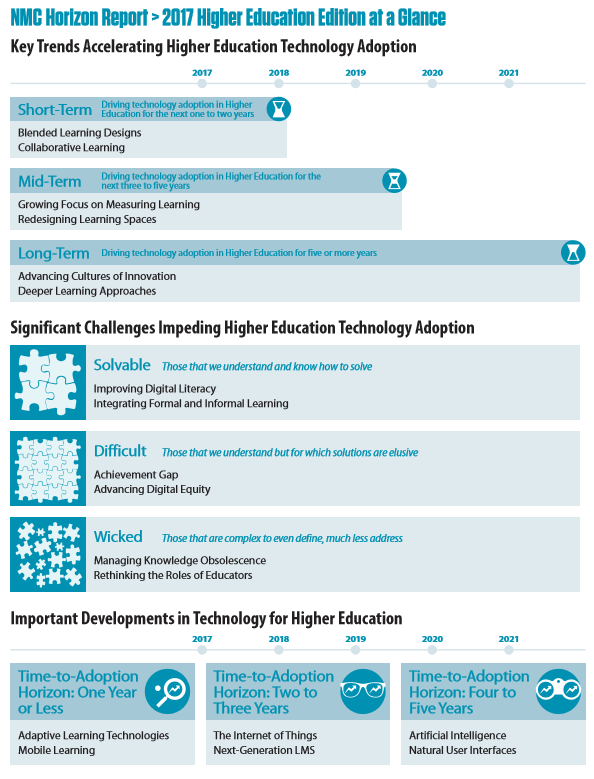 NMC Horizon Report > 2017 Higher Education Edition at a Glance
Key Trends Accelerating Higher Education Technology Adoption
2017 2018 2019 2020 2021
Short-Term Driving technology adoption in Higher
Education for the next one to two years
Blended Learning Designs
Collaborative Learning
Mid-Term Driving technology adoption in Higher Education for the
next three to five years
Growing Focus on Measuring Learning
Redesigning Learning Spaces
Long-Term Driving technology adoption in Higher Education for five or more years
Advancing Cultures of Innovation
Deeper Learning Approaches
Significant Challenges Impeding Higher Education Technology Adoption
Solvable Those that we understand and know how to solve
Improving Digital Literacy
Integrating Formal and Informal Learning
Difficult Those that we understand but for which solutions are elusive
Achievement Gap
Advancing Digital Equity
Wicked Those that are complex to even define, much less address
Managing Knowledge Obsolescence
Rethinking the Roles of Educators
Important Developments in Technology for Higher Education
2017 2018 2019 2020 2021
Time-to-Adoption
Horizon: One Year
or Less
Adaptive Learning Technologies
Mobile Learning
Time-to-Adoption
Horizon: Two to
Three Years
The Internet of Things
Next-Generation LMS
Time-to-Adoption
Horizon: Four to
Five Years
Artificial Intelligence
Natural User Interfaces